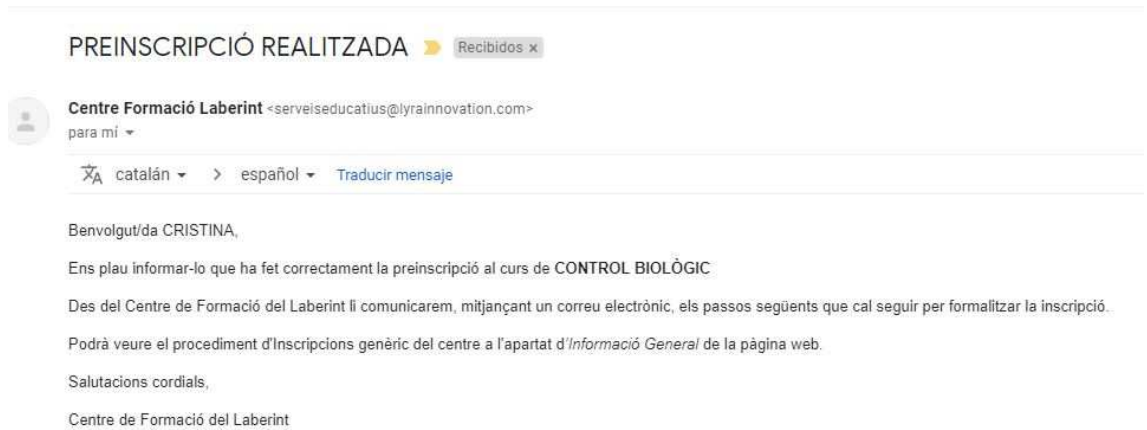 PREINSCRIPCIÓ REALITZADA Recibidos x
Centre Formació Laberint <serveiseducatius@lyrainnovation.com>
para mí
catalán > español Traducir mensaje
Benvolgut/da CRISTINA,
Ens plau informar-lo que ha fet correctament la preinscripció al curs de CONTROL BIOLÒGIC
Des del Centre de Formació del Laberint li comunicarem, mitjançant un correu electrònic, els passos següents que cal seguir per formalitzar la inscripció.
Podrà veure el procediment d'Inscripcions genèric del centre a l'apartat d'Informació General de la pàgina web.
Salutacions cordials,
Centre de Formació del Laberint